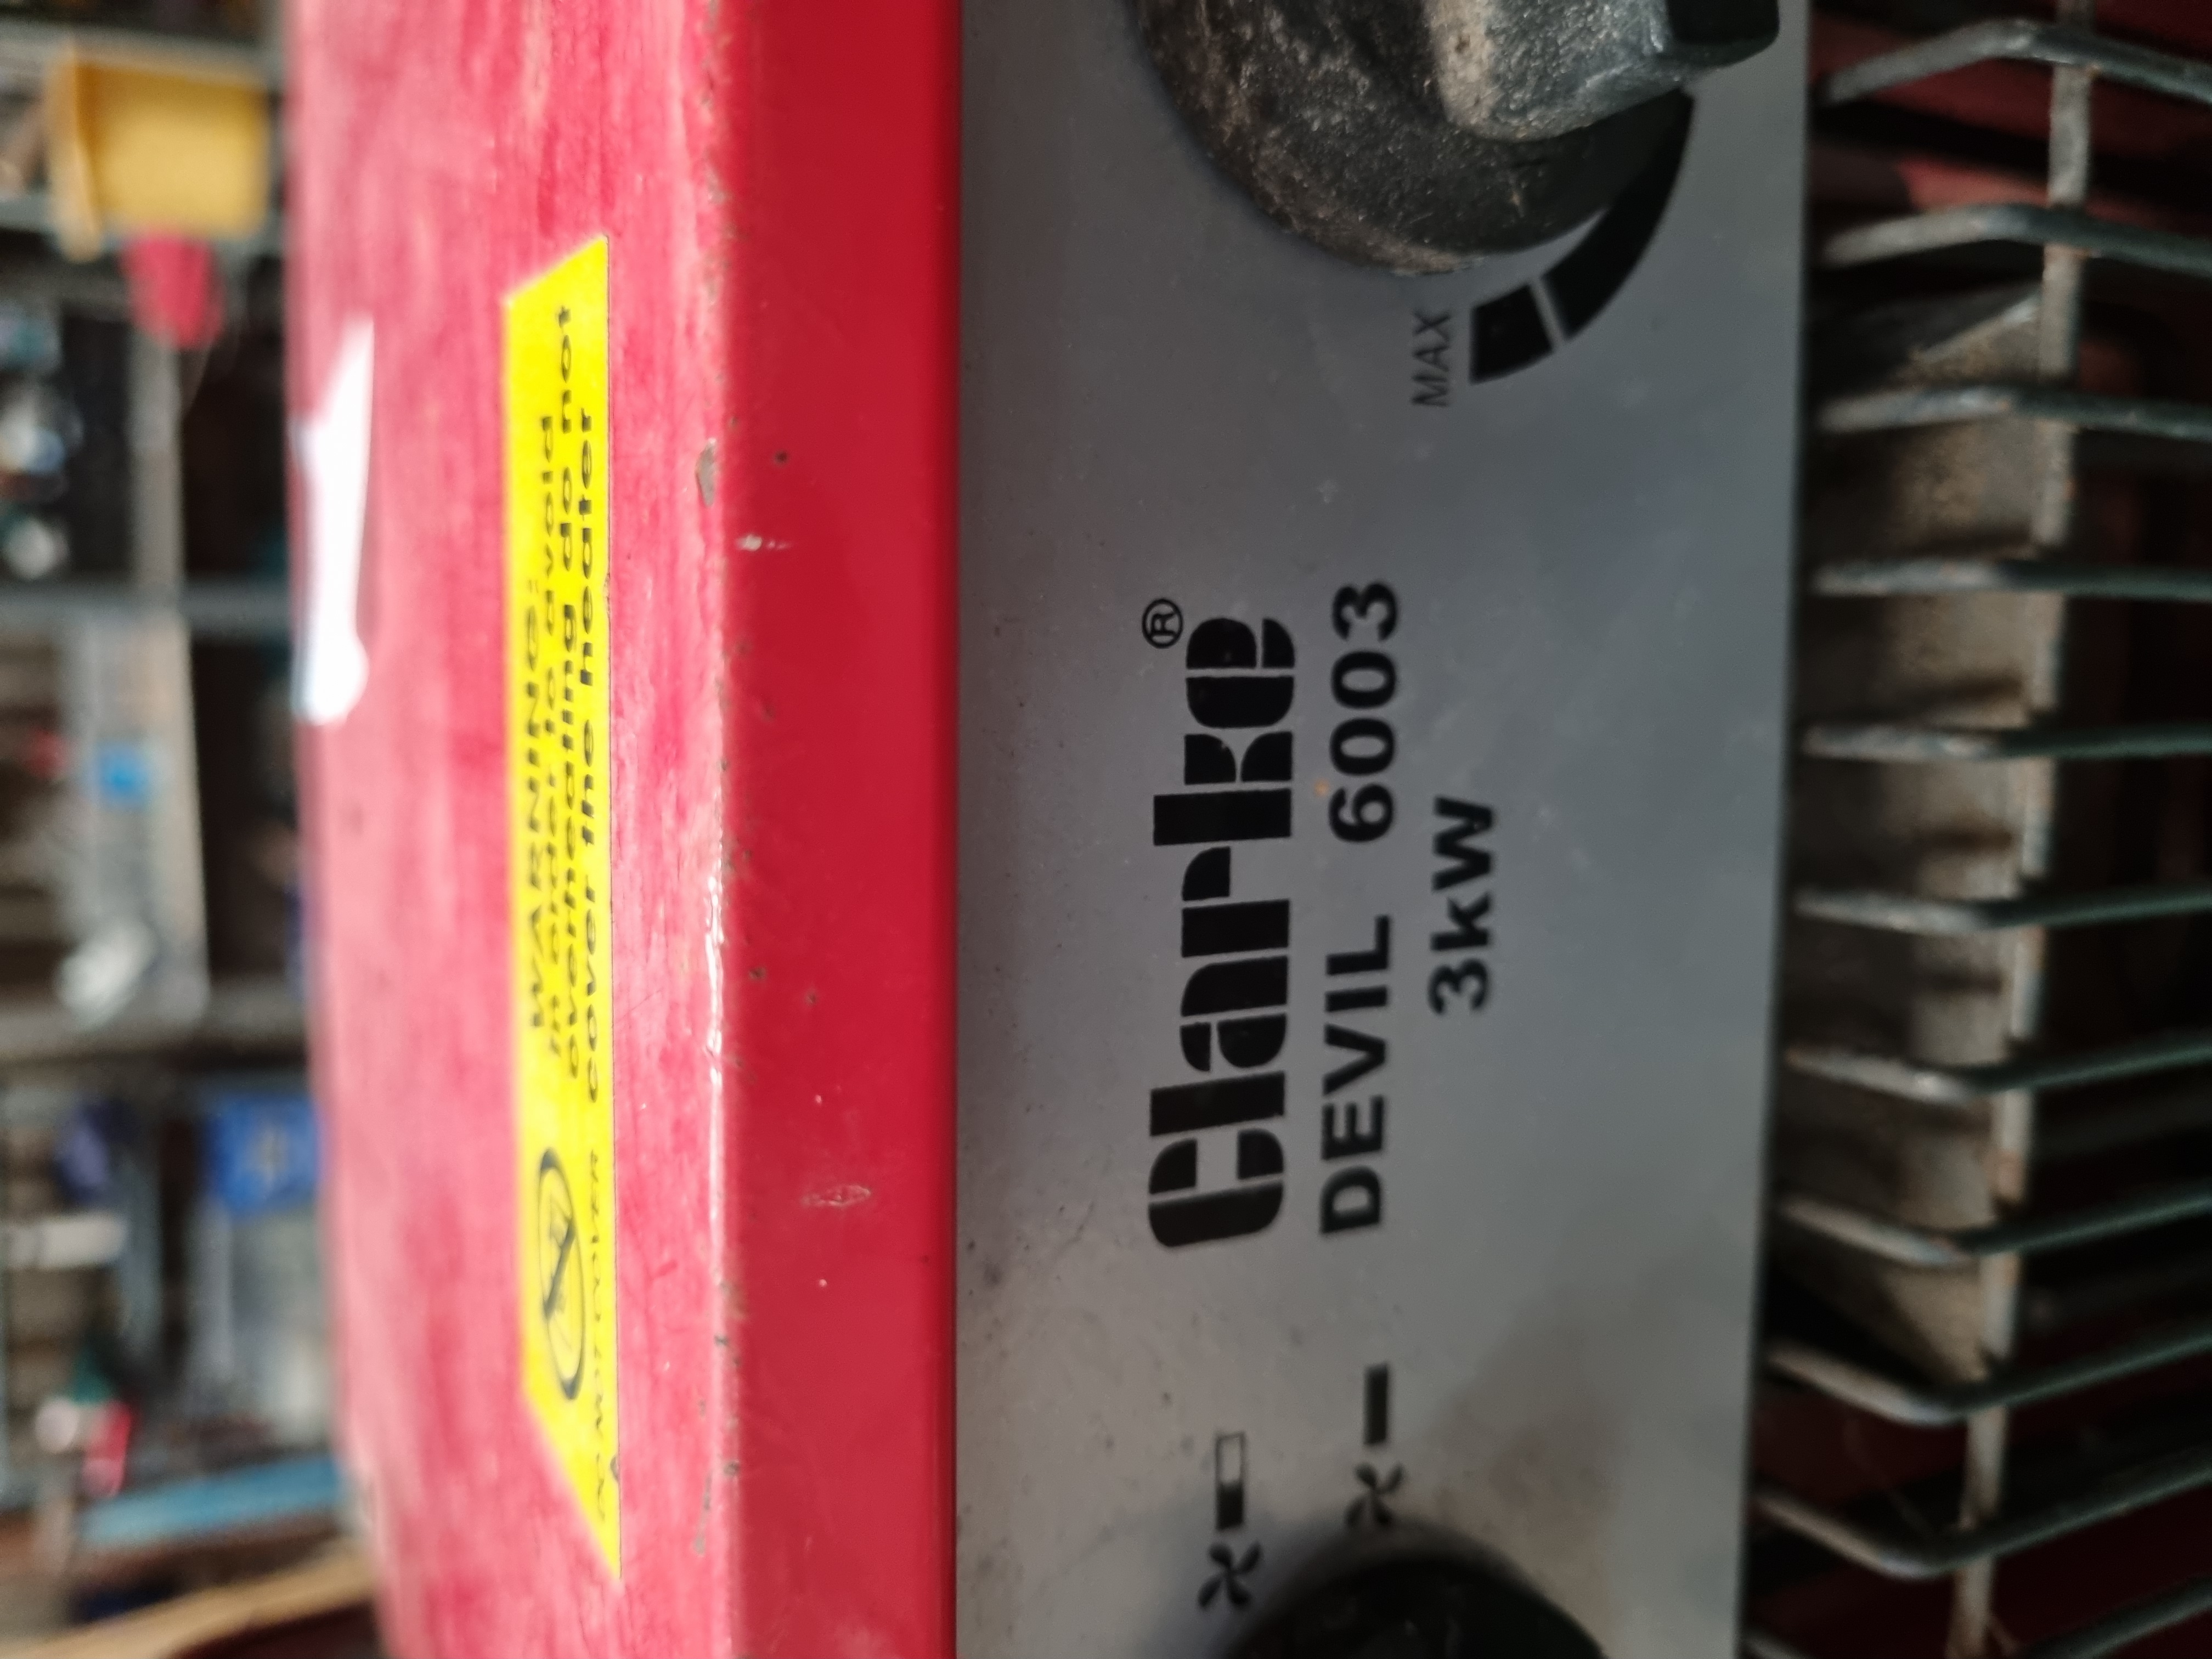 WARNING:
in order to avoid
overheating do not
cover the heater
MAX
Clarke®
DEVIL 6003
3kW